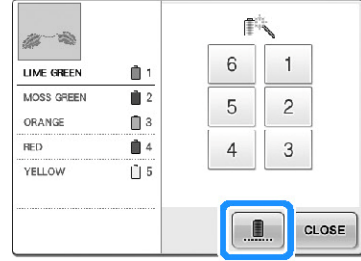 LIME GREEN 1
MOSS GREEN 2
ORANGE 3
RED 4
YELLOW 5
6 1
5 2
4 3
CLOSE